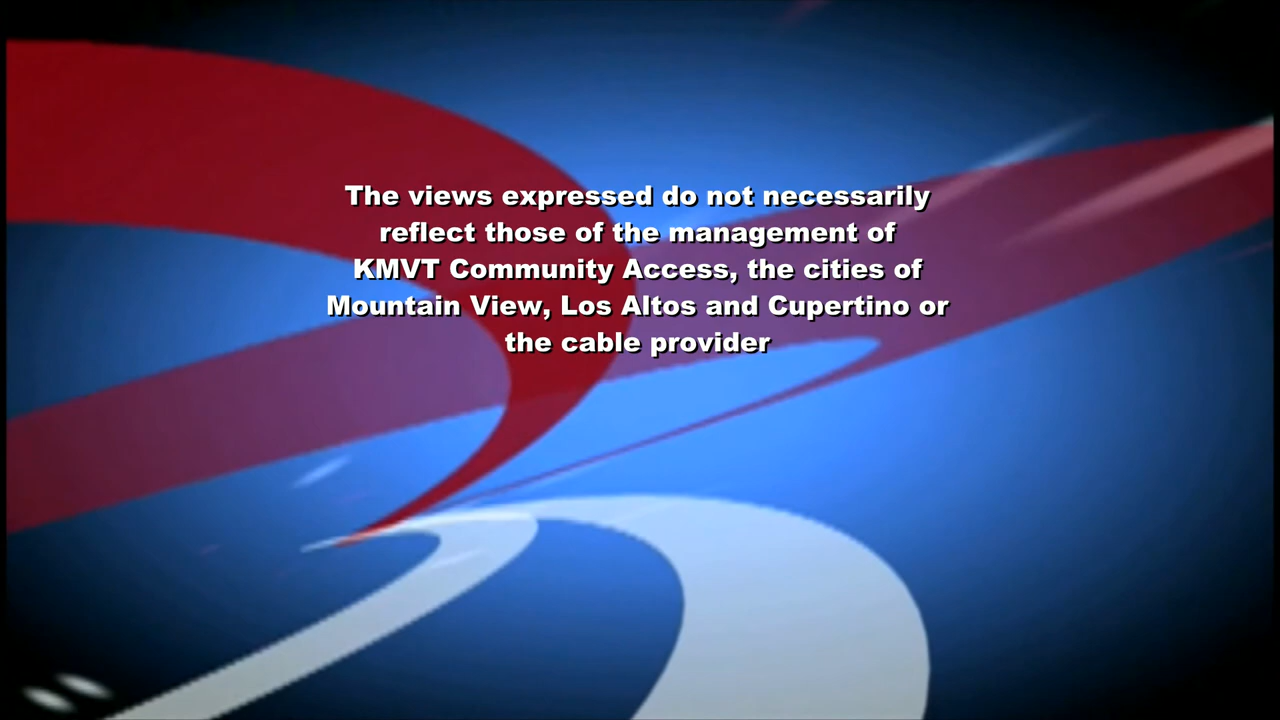 The views expressed do not necessarily
reflect those of the management of
KMVT Community Access, the cities of
Mountain View, Los Altos and Cupertino or
the cable provider